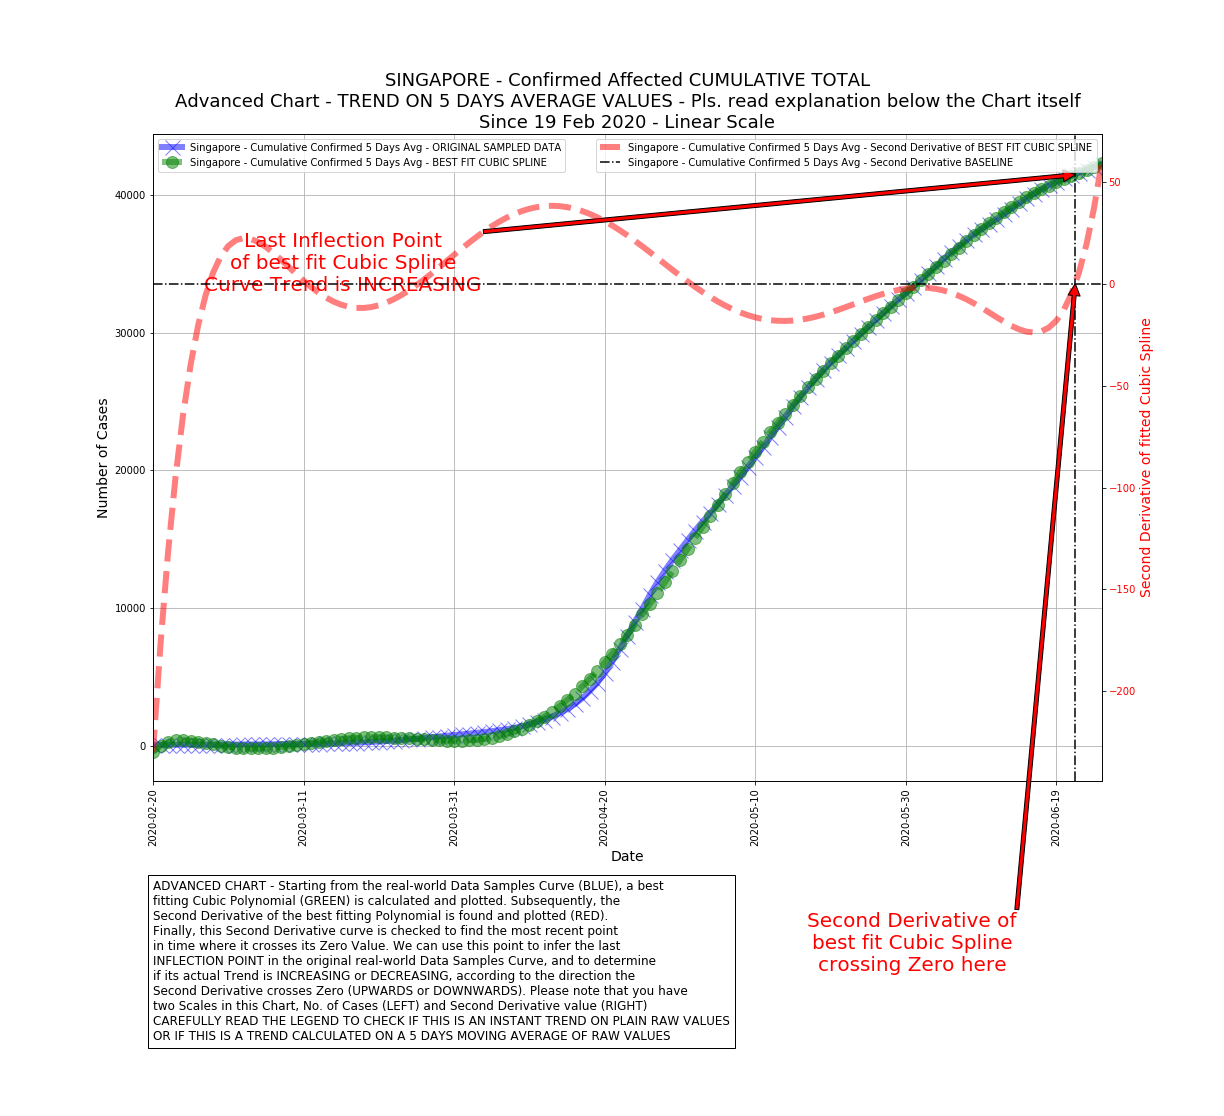 SINGAPORE - Confirmed Affected CUMULATIVE TOTAL
Advanced Chart - TREND ON 5 DAYS AVERAGE VALUES - Pls. read explanation below the Chart itself
Since 19 Feb 2020 - Linear Scale
Singapore - Cumulative Confirmed 5 Days Avg - ORIGINAL SAMPLED DATA
Singapore - Cumulative Confirmed 5 Days Avg - BEST FIT CUBIC SPLINE
Singapore - Cumulative Confirmed 5 Days Avg - Second Derivative of BEST FIT CUBIC SPLINE
Singapore - Cumulative Confirmed 5 Days Avg - Second Derivative BASELINE
Last Inflection Point
of best fit Cubic Spline
Curve Trend is INCREASING
Number of Cases
40000
30000
20000
10000
0
50
0
−50
−100
−150
−200
Second Derivative of fitted Cubic Spline
2020-02-20
2020-03-11
2020-03-31
2020-04-20
2020-05-10
2020-05-30
2020-06-19
Date
Second Derivative of
best fit Cubic Spline
crossing Zero here
ADVANCED CHART - Starting from the real-world Data Samples Curve (BLUE), a best
fitting Cubic Polynomial (GREEN) is calculated and plotted. Subsequently, the
Second Derivative of the best fitting Polynomial is found and plotted (RED).
Finally, this Second Derivative curve is checked to find the most recent point
in time where it crosses its Zero Value. We can use this point to infer the last
INFLECTION POINT in the original real-world Data Samples Curve, and to determine
if its actual Trend is INCREASING or DECREASING, according to the direction the
Second Derivative crosses Zero (UPWARDS or DOWNWARDS). Please note that you have
two Scales in this Chart, No. of Cases (LEFT) and Second Derivative value (RIGHT)
CAREFULLY READ THE LEGEND TO CHECK IF THIS IS AN INSTANT TREND ON PLAIN RAW VALUES
OR IF THIS IS A TREND CALCULATED ON A 5 DAYS MOVING AVERAGE OF RAW VALUES